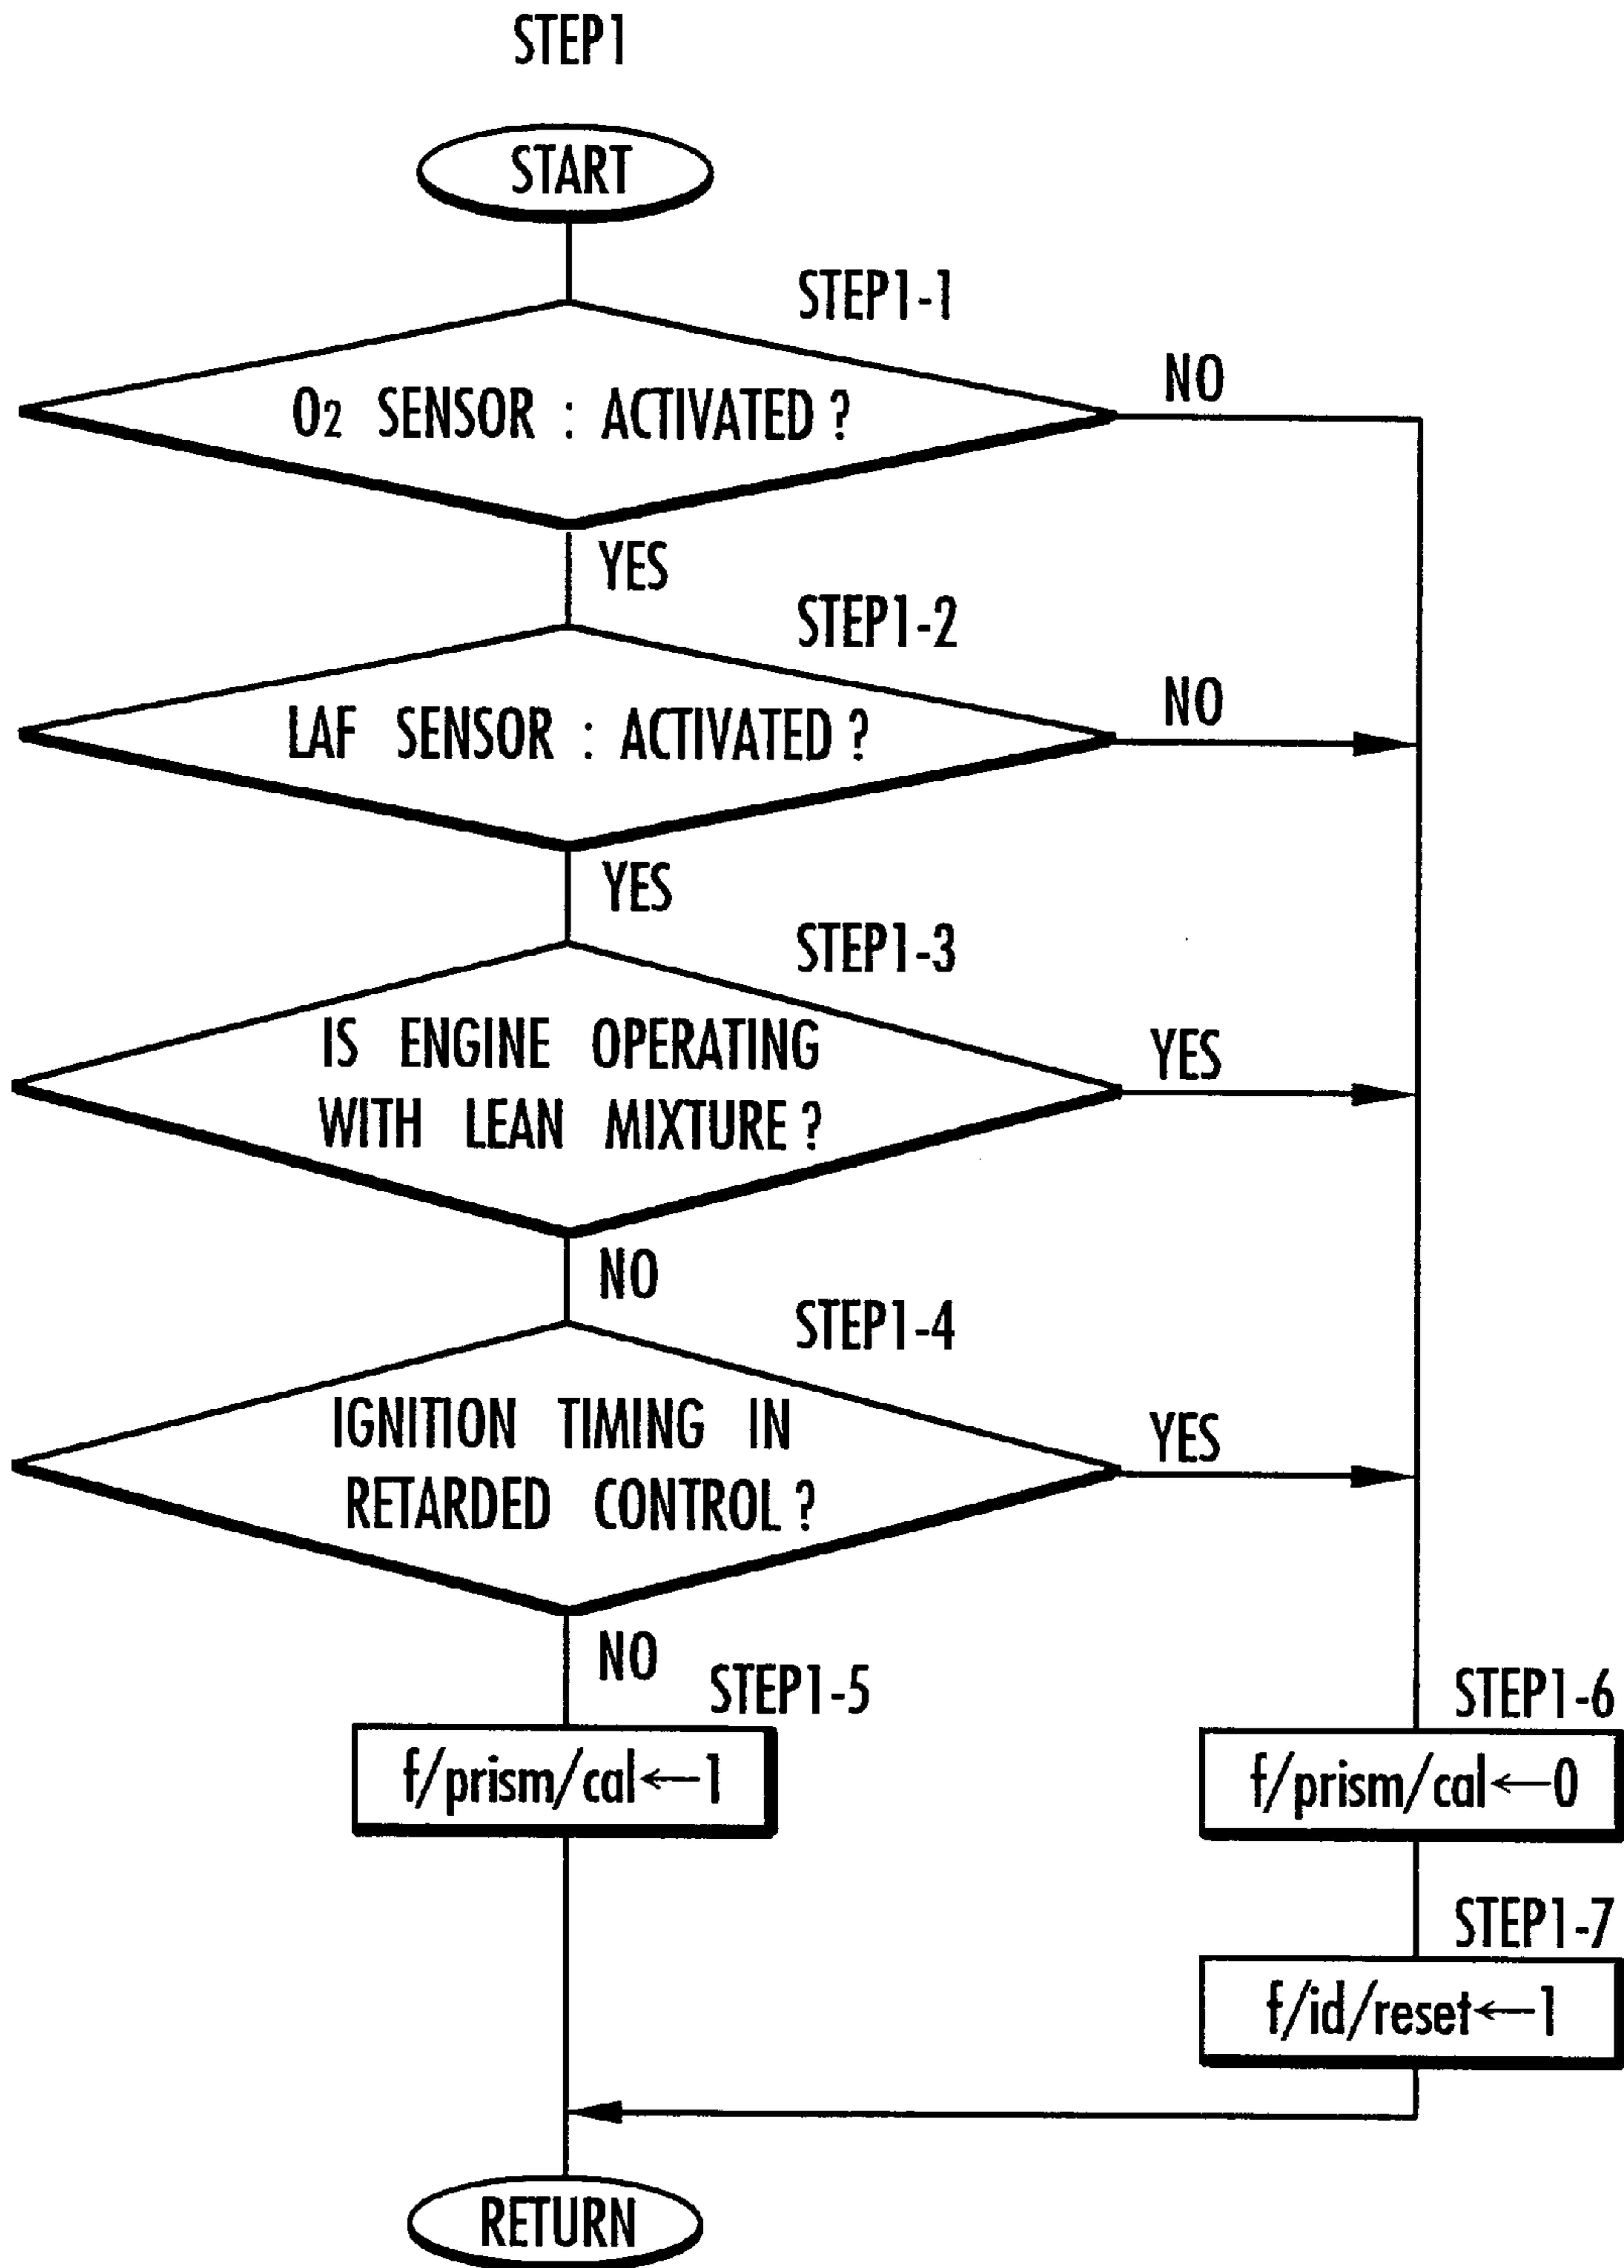 STEP1
START
STEP1-1
O2 SENSOR : ACTIVATED ?
NO
YES
STEP1-2
LAF SENSOR : ACTIVATED ?
NO
YES
STEP1-3
IS ENGINE OPERATING
WITH LEAN MIXTURE ?
YES
NO
STEP1-4
IGNITION TIMING IN
RETARDED CONTROL ?
YES
NO
STEP1-5
f/prism/cal←1
STEP1-6
f/prism/cal←0
STEP1-7
f/id/reset←1
RETURN